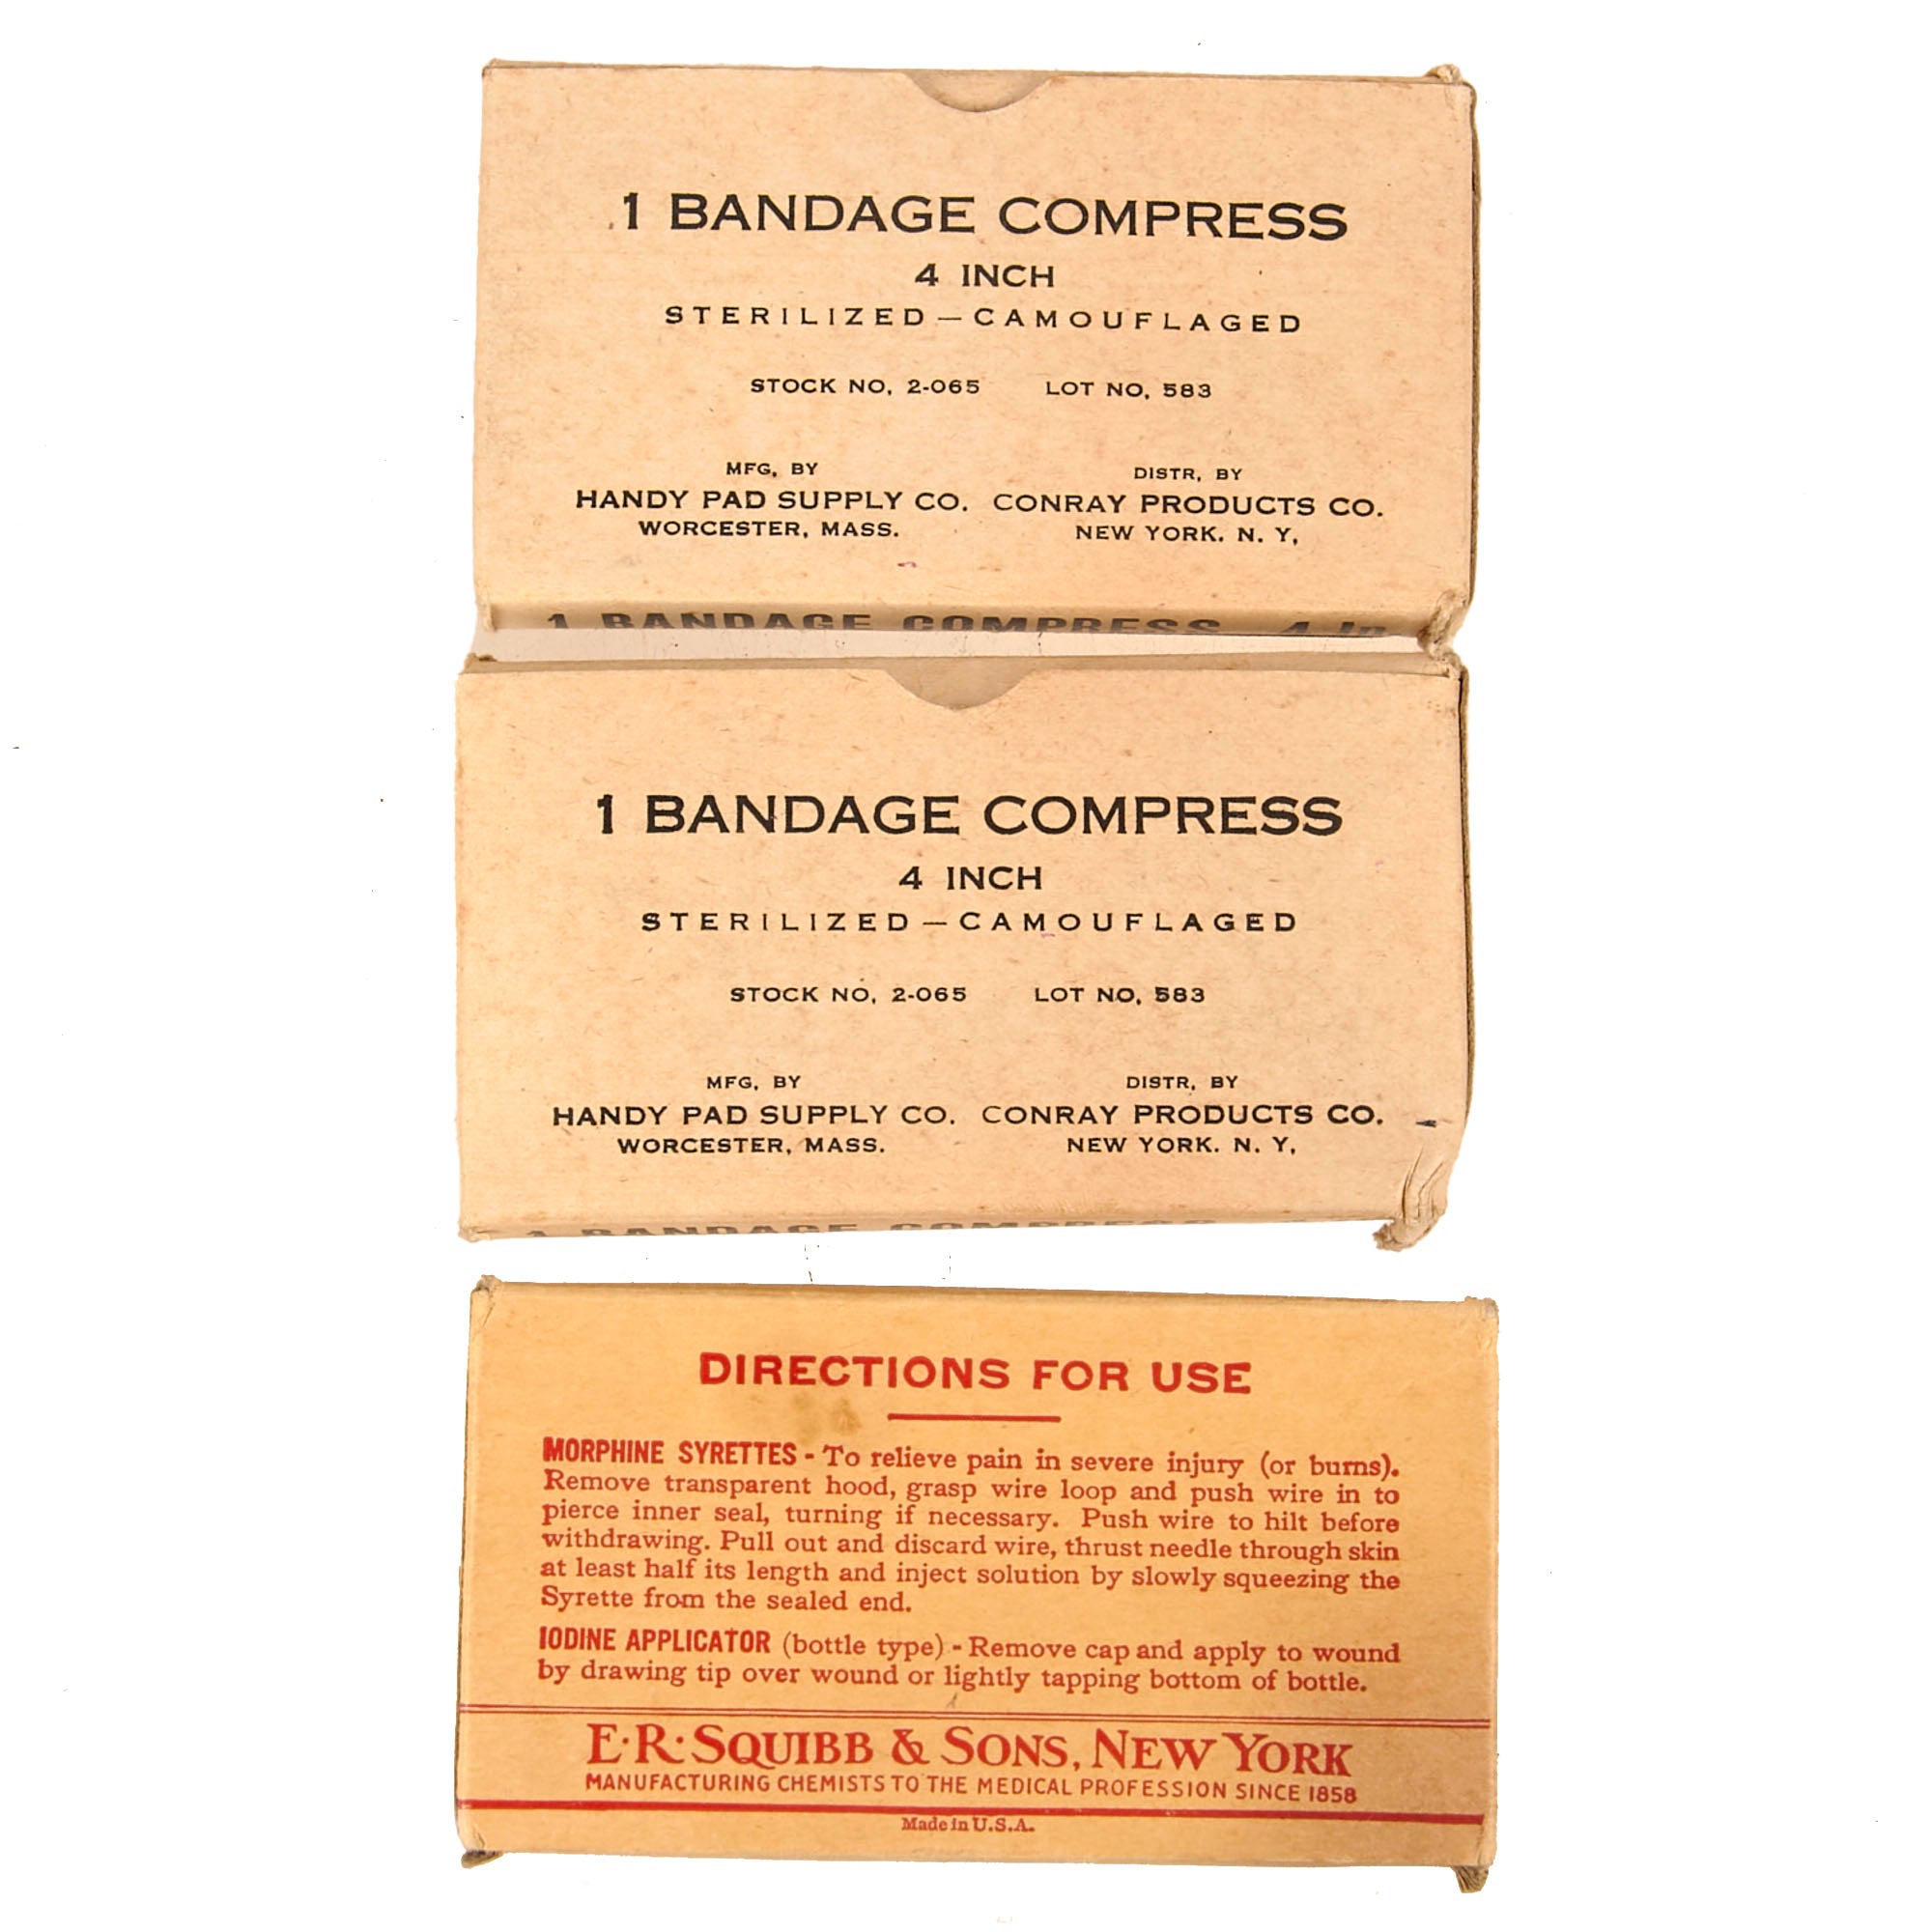 1 BANDAGE COMPRESS
4 INCH
STERILIZED — CAMOUFLAGED
STOCK NO, 2-065 LOT NO, 583
MFG, BY DISTR, BY
HANDY PAD SUPPLY CO. CONRAY PRODUCTS CO.
WORCESTER, MASS. NEW YORK. N. Y,
1 BANDAGE COMPRESS 4 In
1 BANDAGE COMPRESS
4 INCH
STERILIZED — CAMOUFLAGED
STOCK NO, 2-065 LOT NO, 583
MFG, BY DISTR, BY
HANDY PAD SUPPLY CO. CONRAY PRODUCTS CO.
WORCESTER, MASS. NEW YORK. N. Y,
1 BANDAGE COMPRESS
DIRECTIONS FOR USE
MORPHINE SYRETTES - To relieve pain in severe injury (or burns).
Remove transparent hood, grasp wire loop and push wire in to
pierce inner seal, turning if necessary. Push wire to hilt before
withdrawing. Pull out and discard wire, thrust needle through skin
at least half its length and inject solution by slowly squeezing the
Syrette from the sealed end.
IODINE APPLICATOR (bottle type) - Remove cap and apply to wound
by drawing tip over wound or lightly tapping bottom of bottle.
E·R·SQUIBB & SONS, NEW YORK
MANUFACTURING CHEMISTS TO THE MEDICAL PROFESSION SINCE 1858
Made in U.S.A.